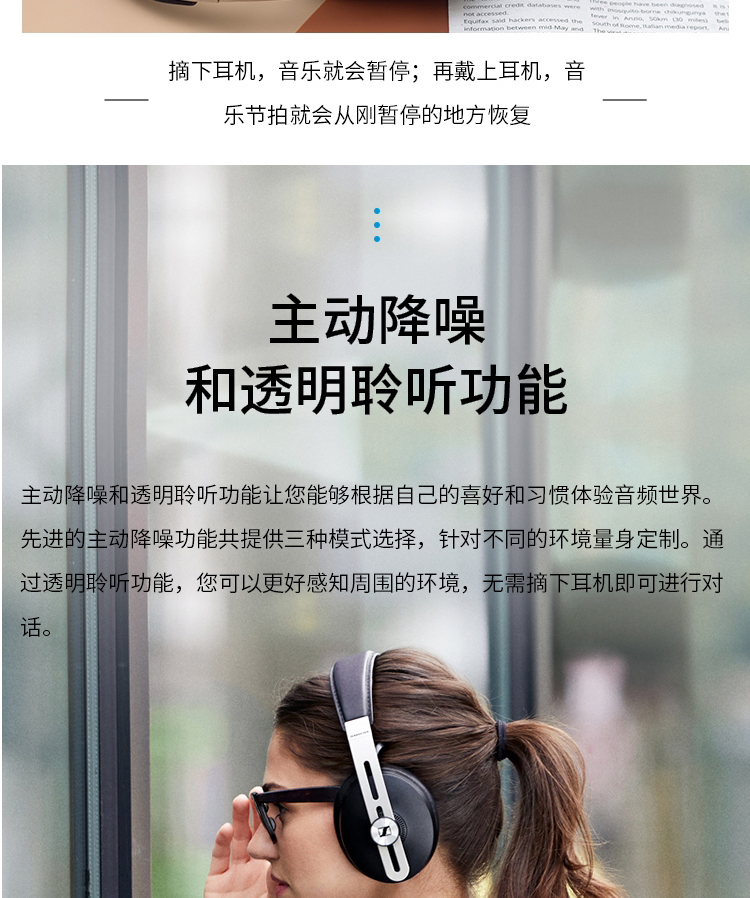 commercial credit databases were
not accessed.
Equifax said hackers accessed the
information between mid-May and
three people have been diagnosed
with mosquito-borne chikungunya
fever in Anzio, 50km (30 miles)
South of Rome, Italian media report.
摘下耳机，音乐就会暂停；再戴上耳机，音
乐节拍就会从刚暂停的地方恢复
主动降噪
和透明聆听功能
主动降噪和透明聆听功能让您能够根据自己的喜好和习惯体验音频世界。
先进的主动降噪功能共提供三种模式选择，针对不同的环境量身定制。通
过透明聆听功能，您可以更好感知周围的环境，无需摘下耳机即可进行对
话。